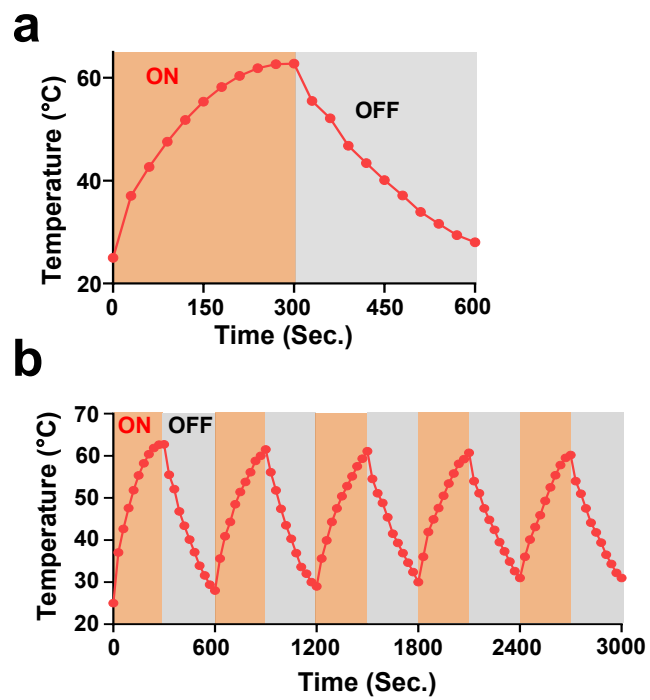 a
ON
OFF
Temperature (°C)
60
40
20
0 150 300 450 600
Time (Sec.)
b
ON OFF
Temperature (°C)
70
60
50
40
30
20
0 600 1200 1800 2400 3000
Time (Sec.)